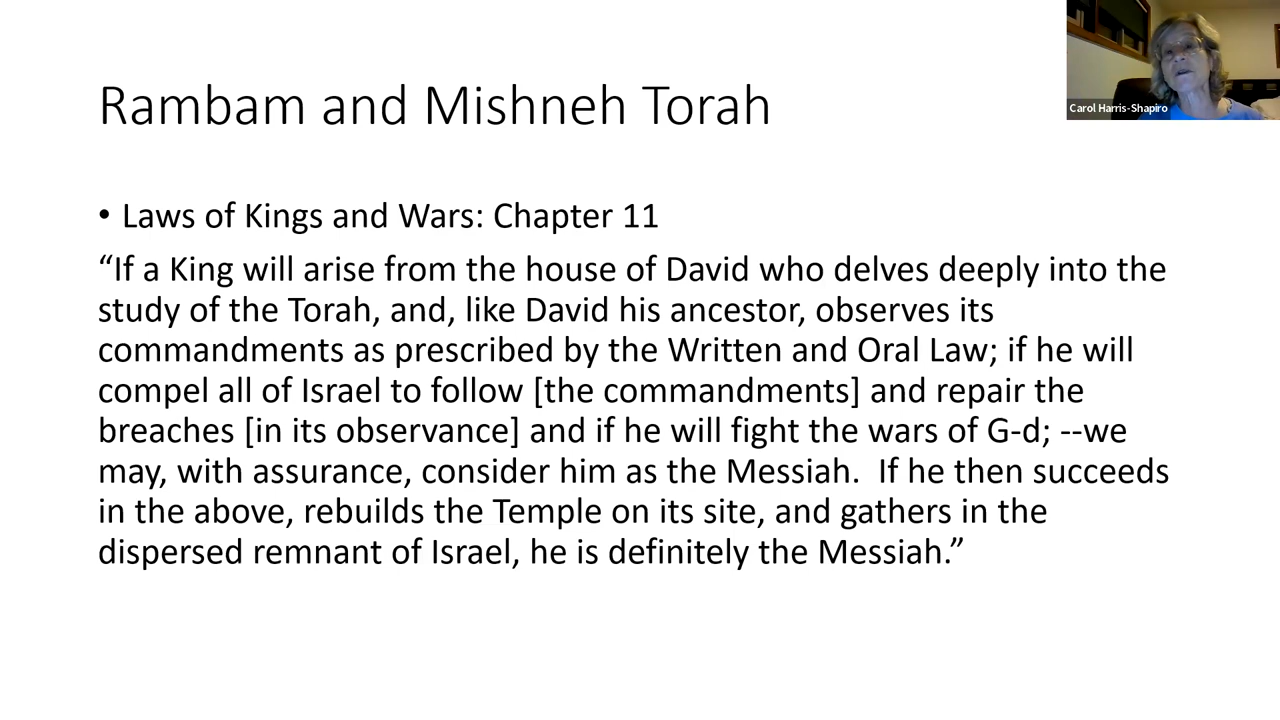 Carol Harris-Shapiro
Rambam and Mishneh Torah
• Laws of Kings and Wars: Chapter 11
“If a King will arise from the house of David who delves deeply into the
study of the Torah, and, like David his ancestor, observes its
commandments as prescribed by the Written and Oral Law; if he will
compel all of Israel to follow [the commandments] and repair the
breaches [in its observance] and if he will fight the wars of G-d; --we
may, with assurance, consider him as the Messiah.  If he then succeeds
in the above, rebuilds the Temple on its site, and gathers in the
dispersed remnant of Israel, he is definitely the Messiah.”